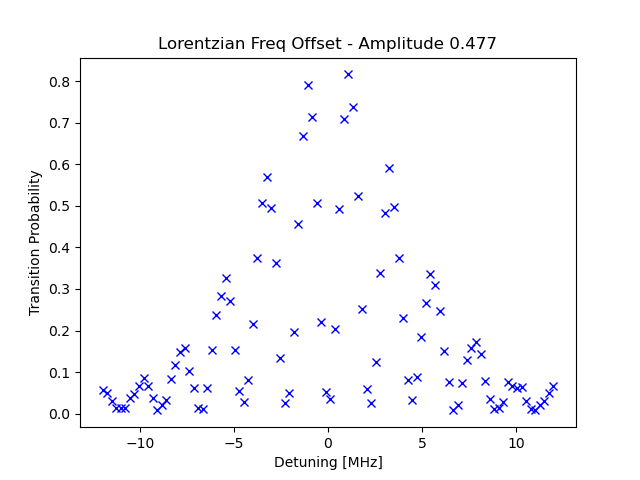 Lorentzian Freq Offset - Amplitude 0.477
0.8
0.7
0.6
0.5
0.4
0.3
0.2
0.1
0.0
Transition Probability
−10 −5 0 5 10
Detuning [MHz]